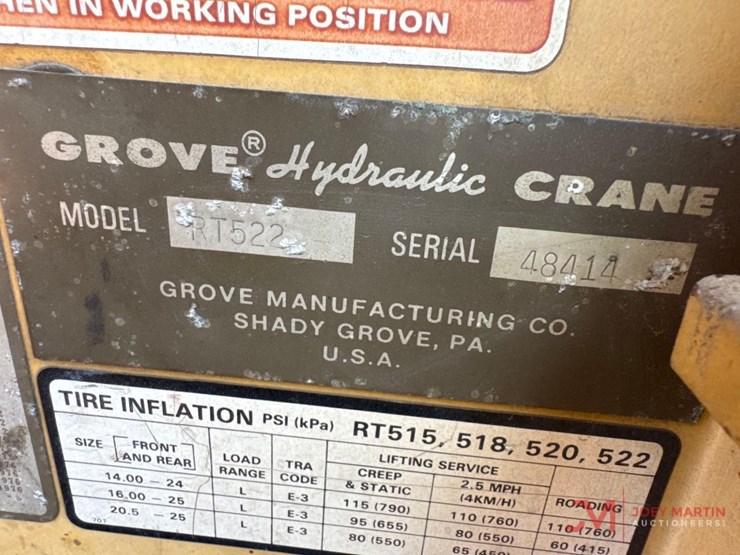 HEN IN WORKING POSITION
GROVE® Hydraulic CRANE
MODEL RT522 SERIAL 48414
GROVE MANUFACTURING CO.
SHADY GROVE, PA.
U.S.A.
TIRE INFLATION PSI (kPa) RT515, 518, 520, 522
SIZE FRONT AND REAR LOAD RANGE TRA CODE LIFTING SERVICE CREEP & STATIC 2.5 MPH (4KM/H) ROADING
14.00 - 24 L E-3 115 (790) 110 (760) 110 (760)
16.00 - 25 L E-3 95 (655) 80 (550) 60 (415)
20.5 - 25 L E-3 80 (550)
707
JOEY MARTIN
AUCTIONEERS